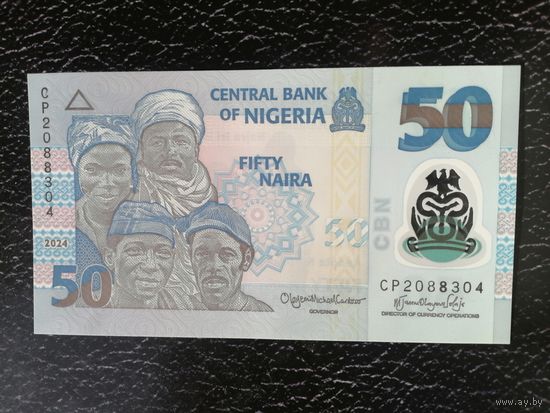 CP2088304
CENTRAL BANK
OF NIGERIA
50
FIFTY
NAIRA
50
CBN
2024
50
CP2088304
GOVERNOR
DIRECTOR OF CURRENCY OPERATIONS
www.ay.by